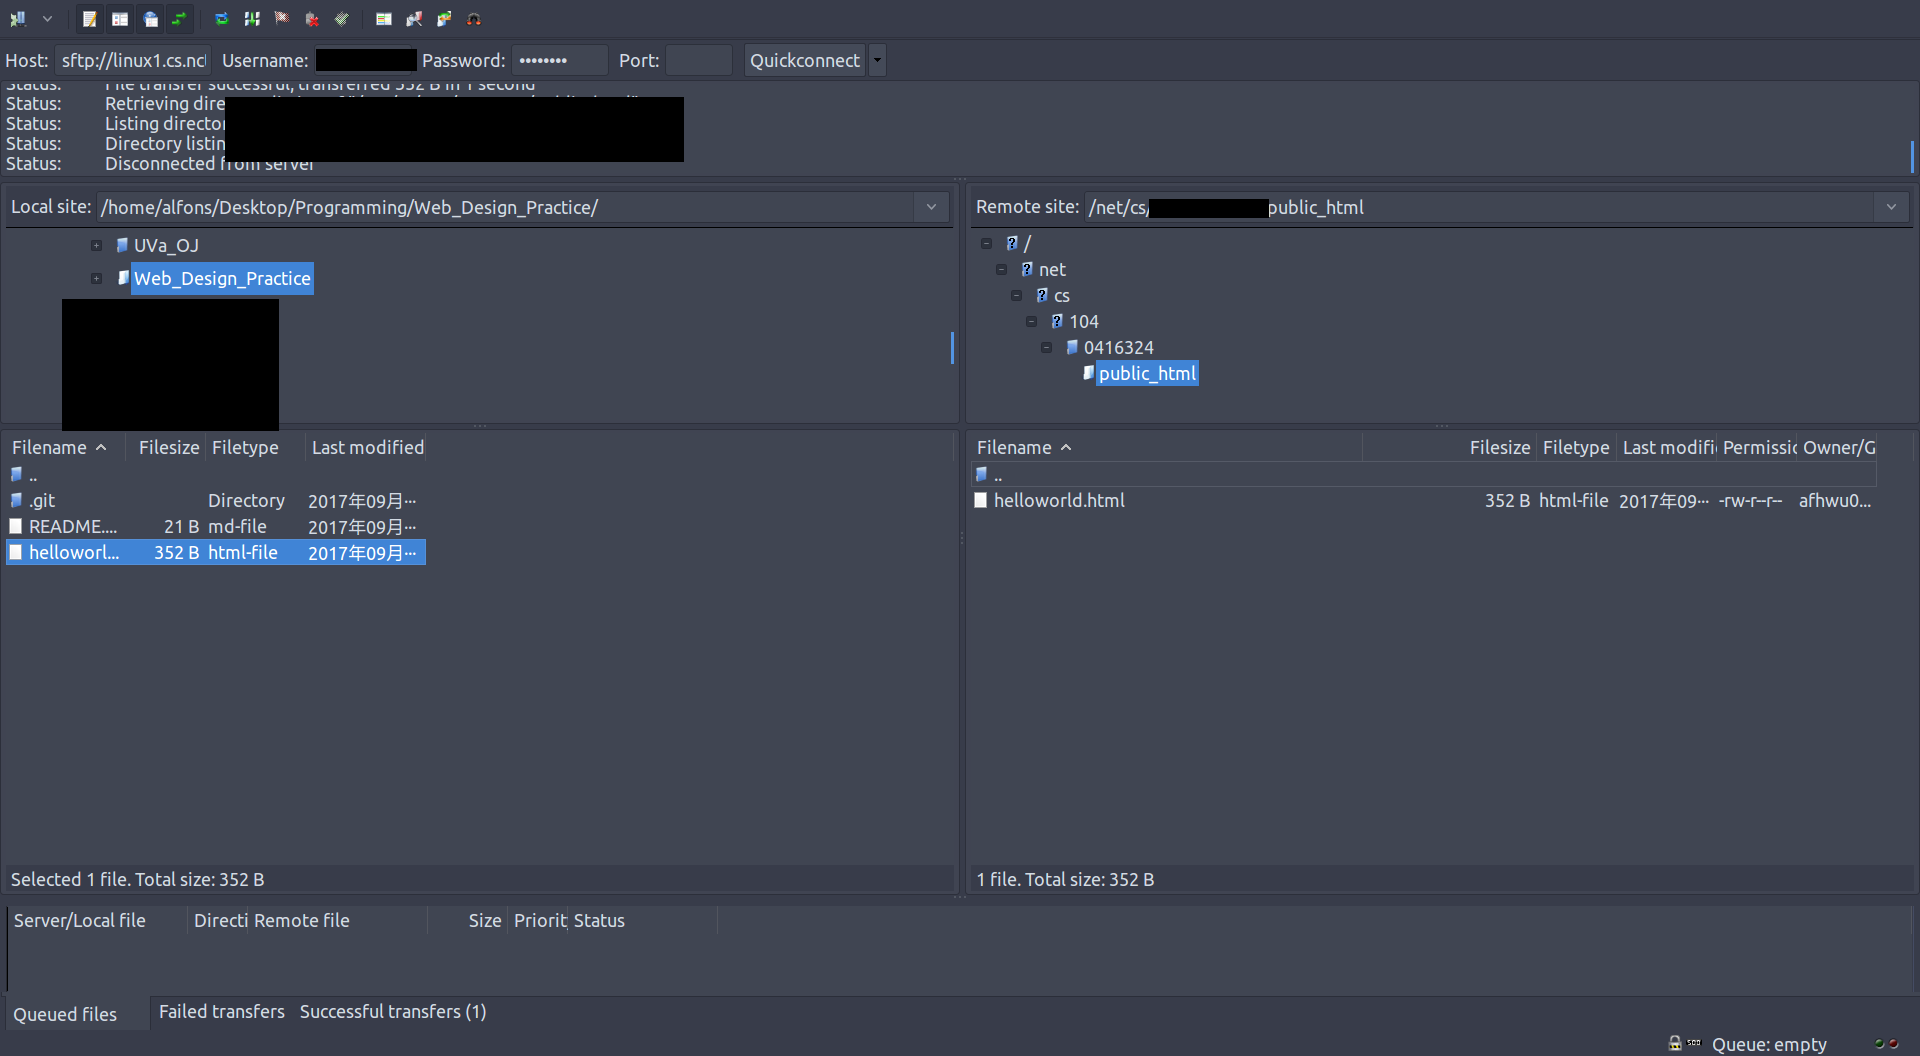 Host: sftp://linux1.cs.nc Username: Password: •••••••• Port: Quickconnect
Status: File transfer successful, transferred 352 B in 1 second
Status: Retrieving dire
Status: Listing director
Status: Directory listin
Status: Disconnected from server
Local site: /home/alfons/Desktop/Programming/Web_Design_Practice/
UVa_OJ
Web_Design_Practice
Remote site: /net/cs/ public_html
/
net
cs
104
0416324
public_html
Filename Filesize Filetype Last modified
..
.git Directory 2017年09月...
README.... 21 B md-file 2017年09月...
helloworl... 352 B html-file 2017年09月...
Selected 1 file. Total size: 352 B
Filename Filesize Filetype Last modifi Permissi Owner/G
..
helloworld.html 352 B html-file 2017年09... -rw-r--r-- afhwu0...
1 file. Total size: 352 B
Server/Local file Directi Remote file Size Priorit Status
Queued files Failed transfers Successful transfers (1)
Queue: empty